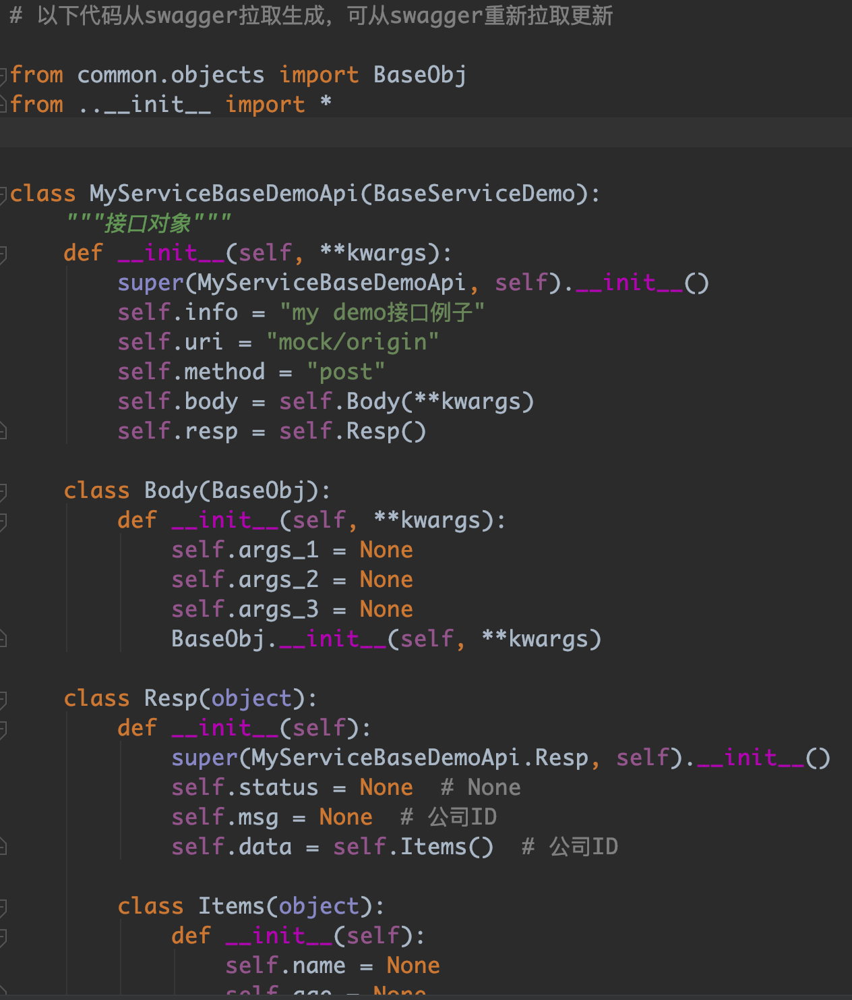 # 以下代码从swagger拉取生成，可从swagger重新拉取更新
from common.objects import BaseObj
from ..__init__ import *
class MyServiceBaseDemoApi(BaseServiceDemo):
    """接口对象"""
    def __init__(self, **kwargs):
        super(MyServiceBaseDemoApi, self).__init__()
        self.info = "my demo接口例子"
        self.uri = "mock/origin"
        self.method = "post"
        self.body = self.Body(**kwargs)
        self.resp = self.Resp()
    class Body(BaseObj):
        def __init__(self, **kwargs):
            self.args_1 = None
            self.args_2 = None
            self.args_3 = None
            BaseObj.__init__(self, **kwargs)
    class Resp(object):
        def __init__(self):
            super(MyServiceBaseDemoApi.Resp, self).__init__()
            self.status = None  # None
            self.msg = None  # 公司ID
            self.data = self.Items()  # 公司ID
        class Items(object):
            def __init__(self):
                self.name = None
                self.age = None